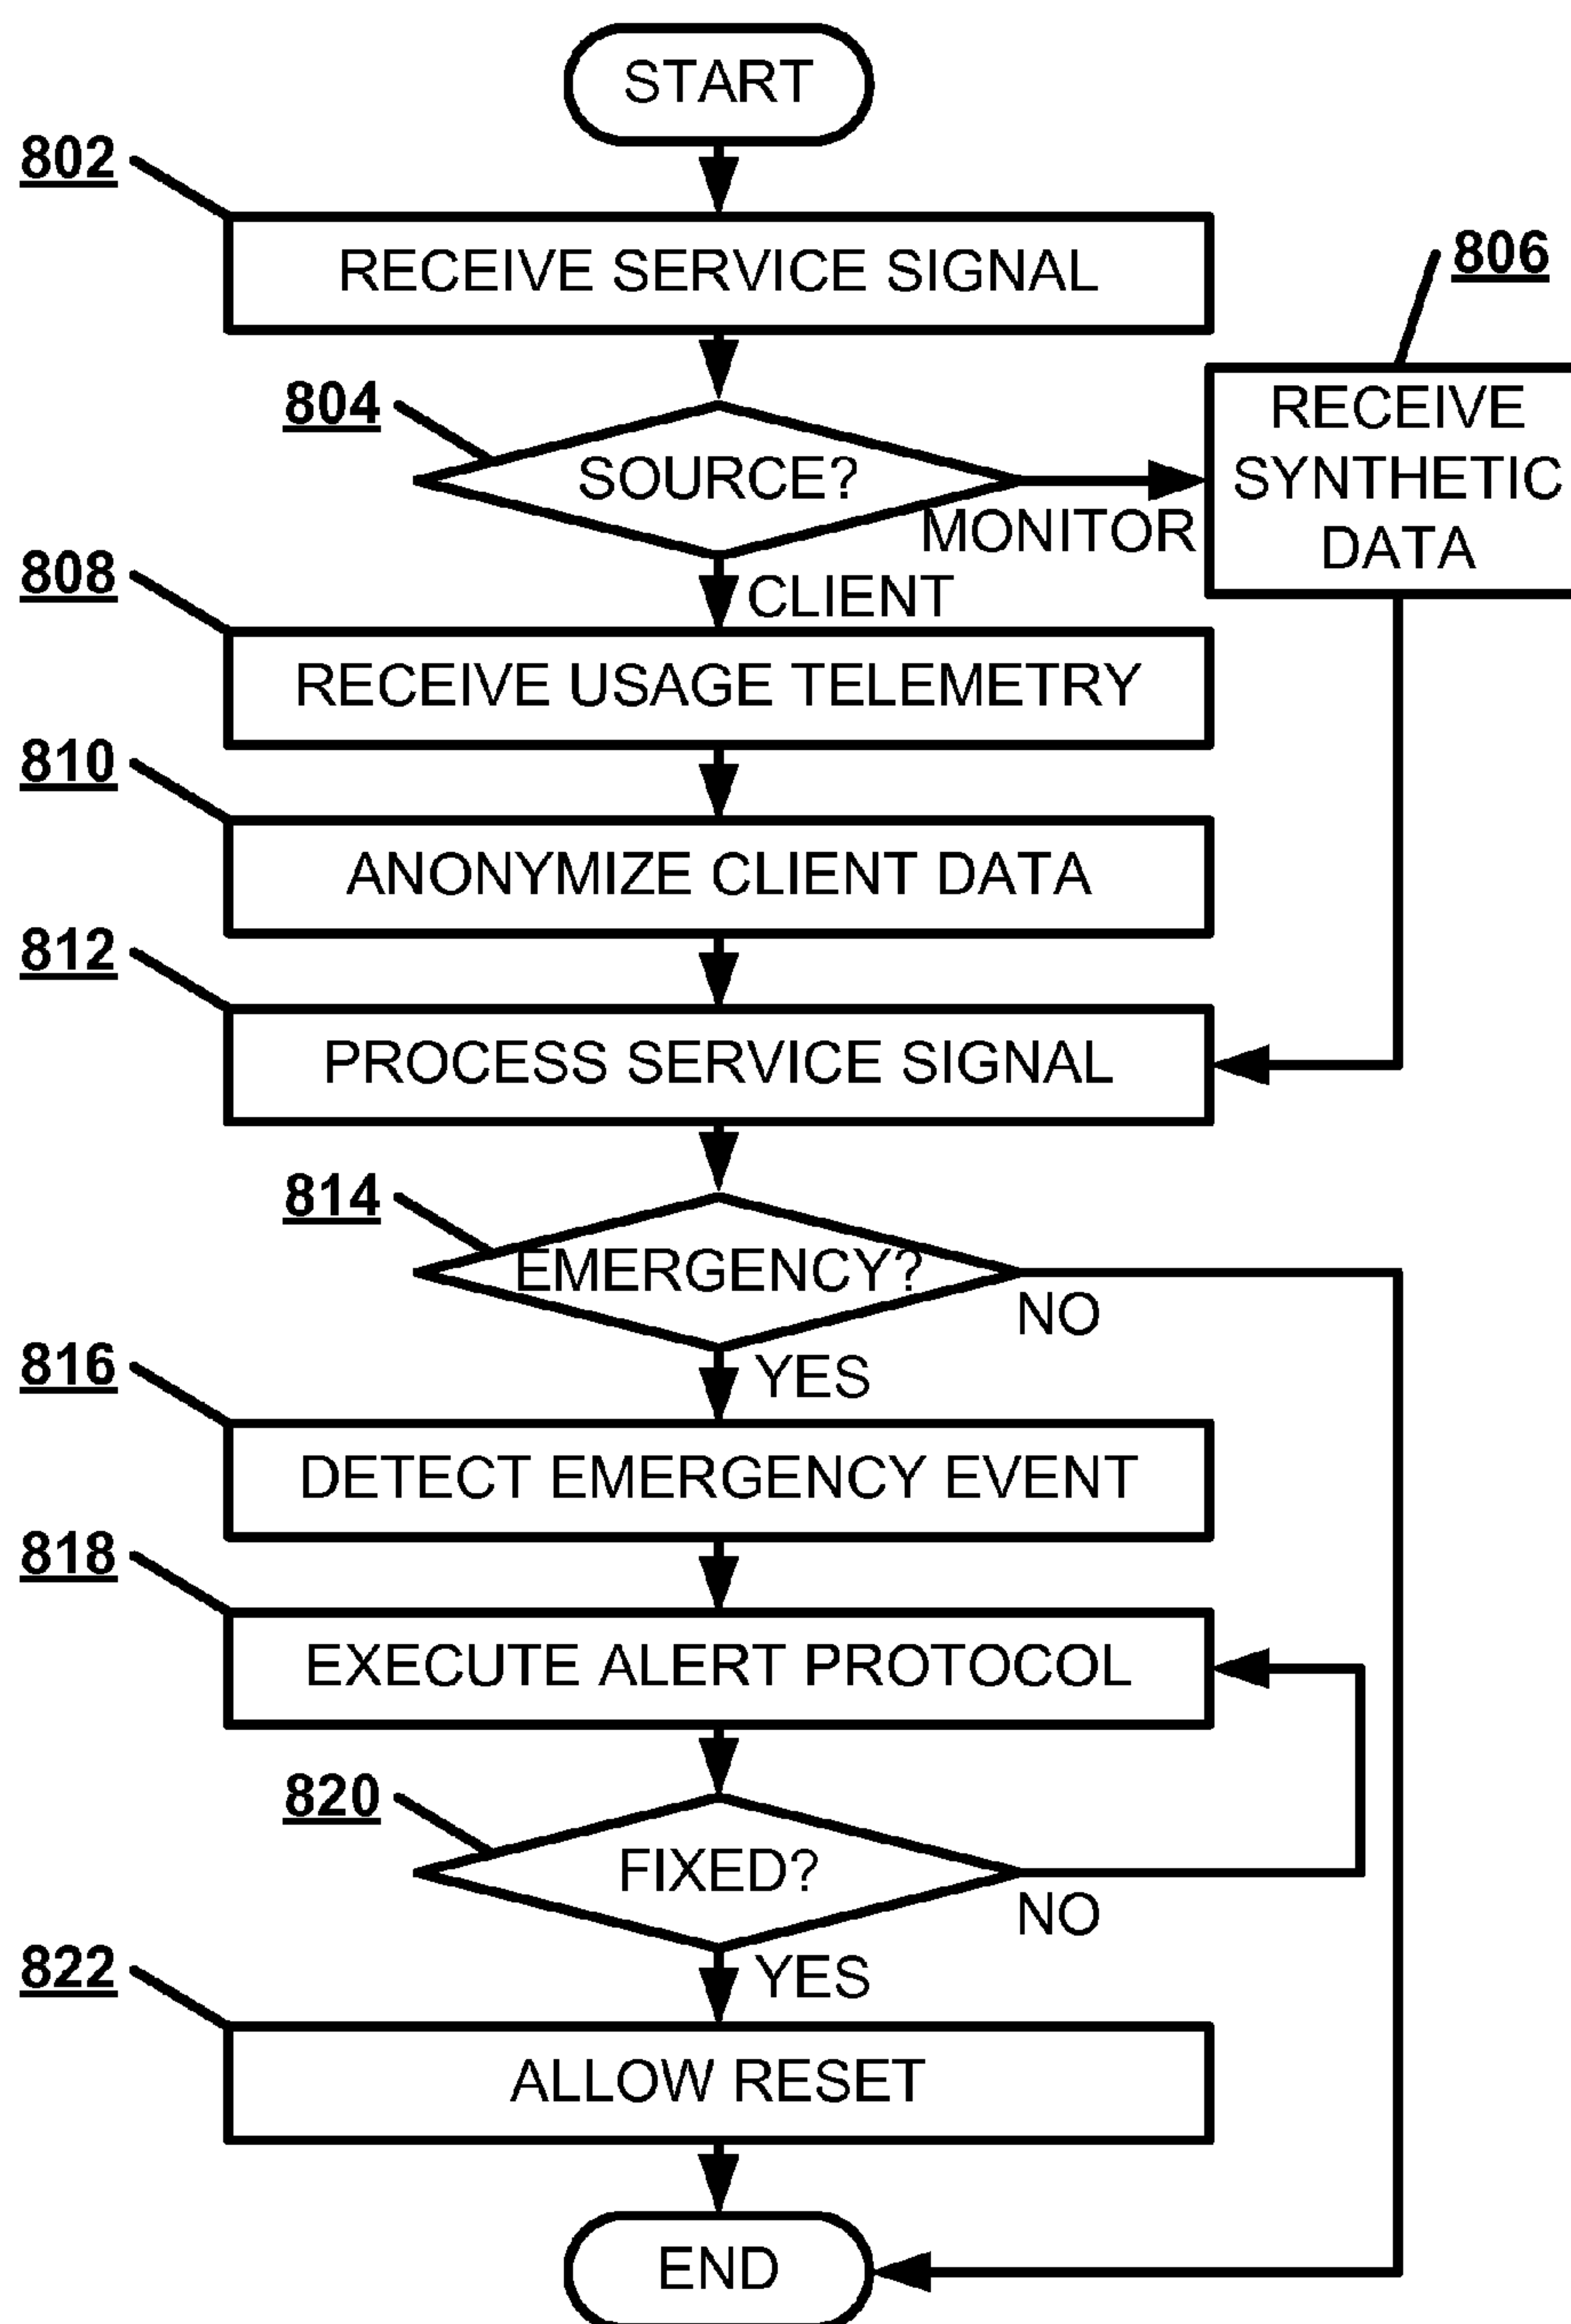 START
802
RECEIVE SERVICE SIGNAL
806
RECEIVE
SYNTHETIC
DATA
804
SOURCE?
MONITOR
CLIENT
808
RECEIVE USAGE TELEMETRY
810
ANONYMIZE CLIENT DATA
812
PROCESS SERVICE SIGNAL
814
EMERGENCY?
NO
YES
816
DETECT EMERGENCY EVENT
818
EXECUTE ALERT PROTOCOL
820
FIXED?
NO
YES
822
ALLOW RESET
END